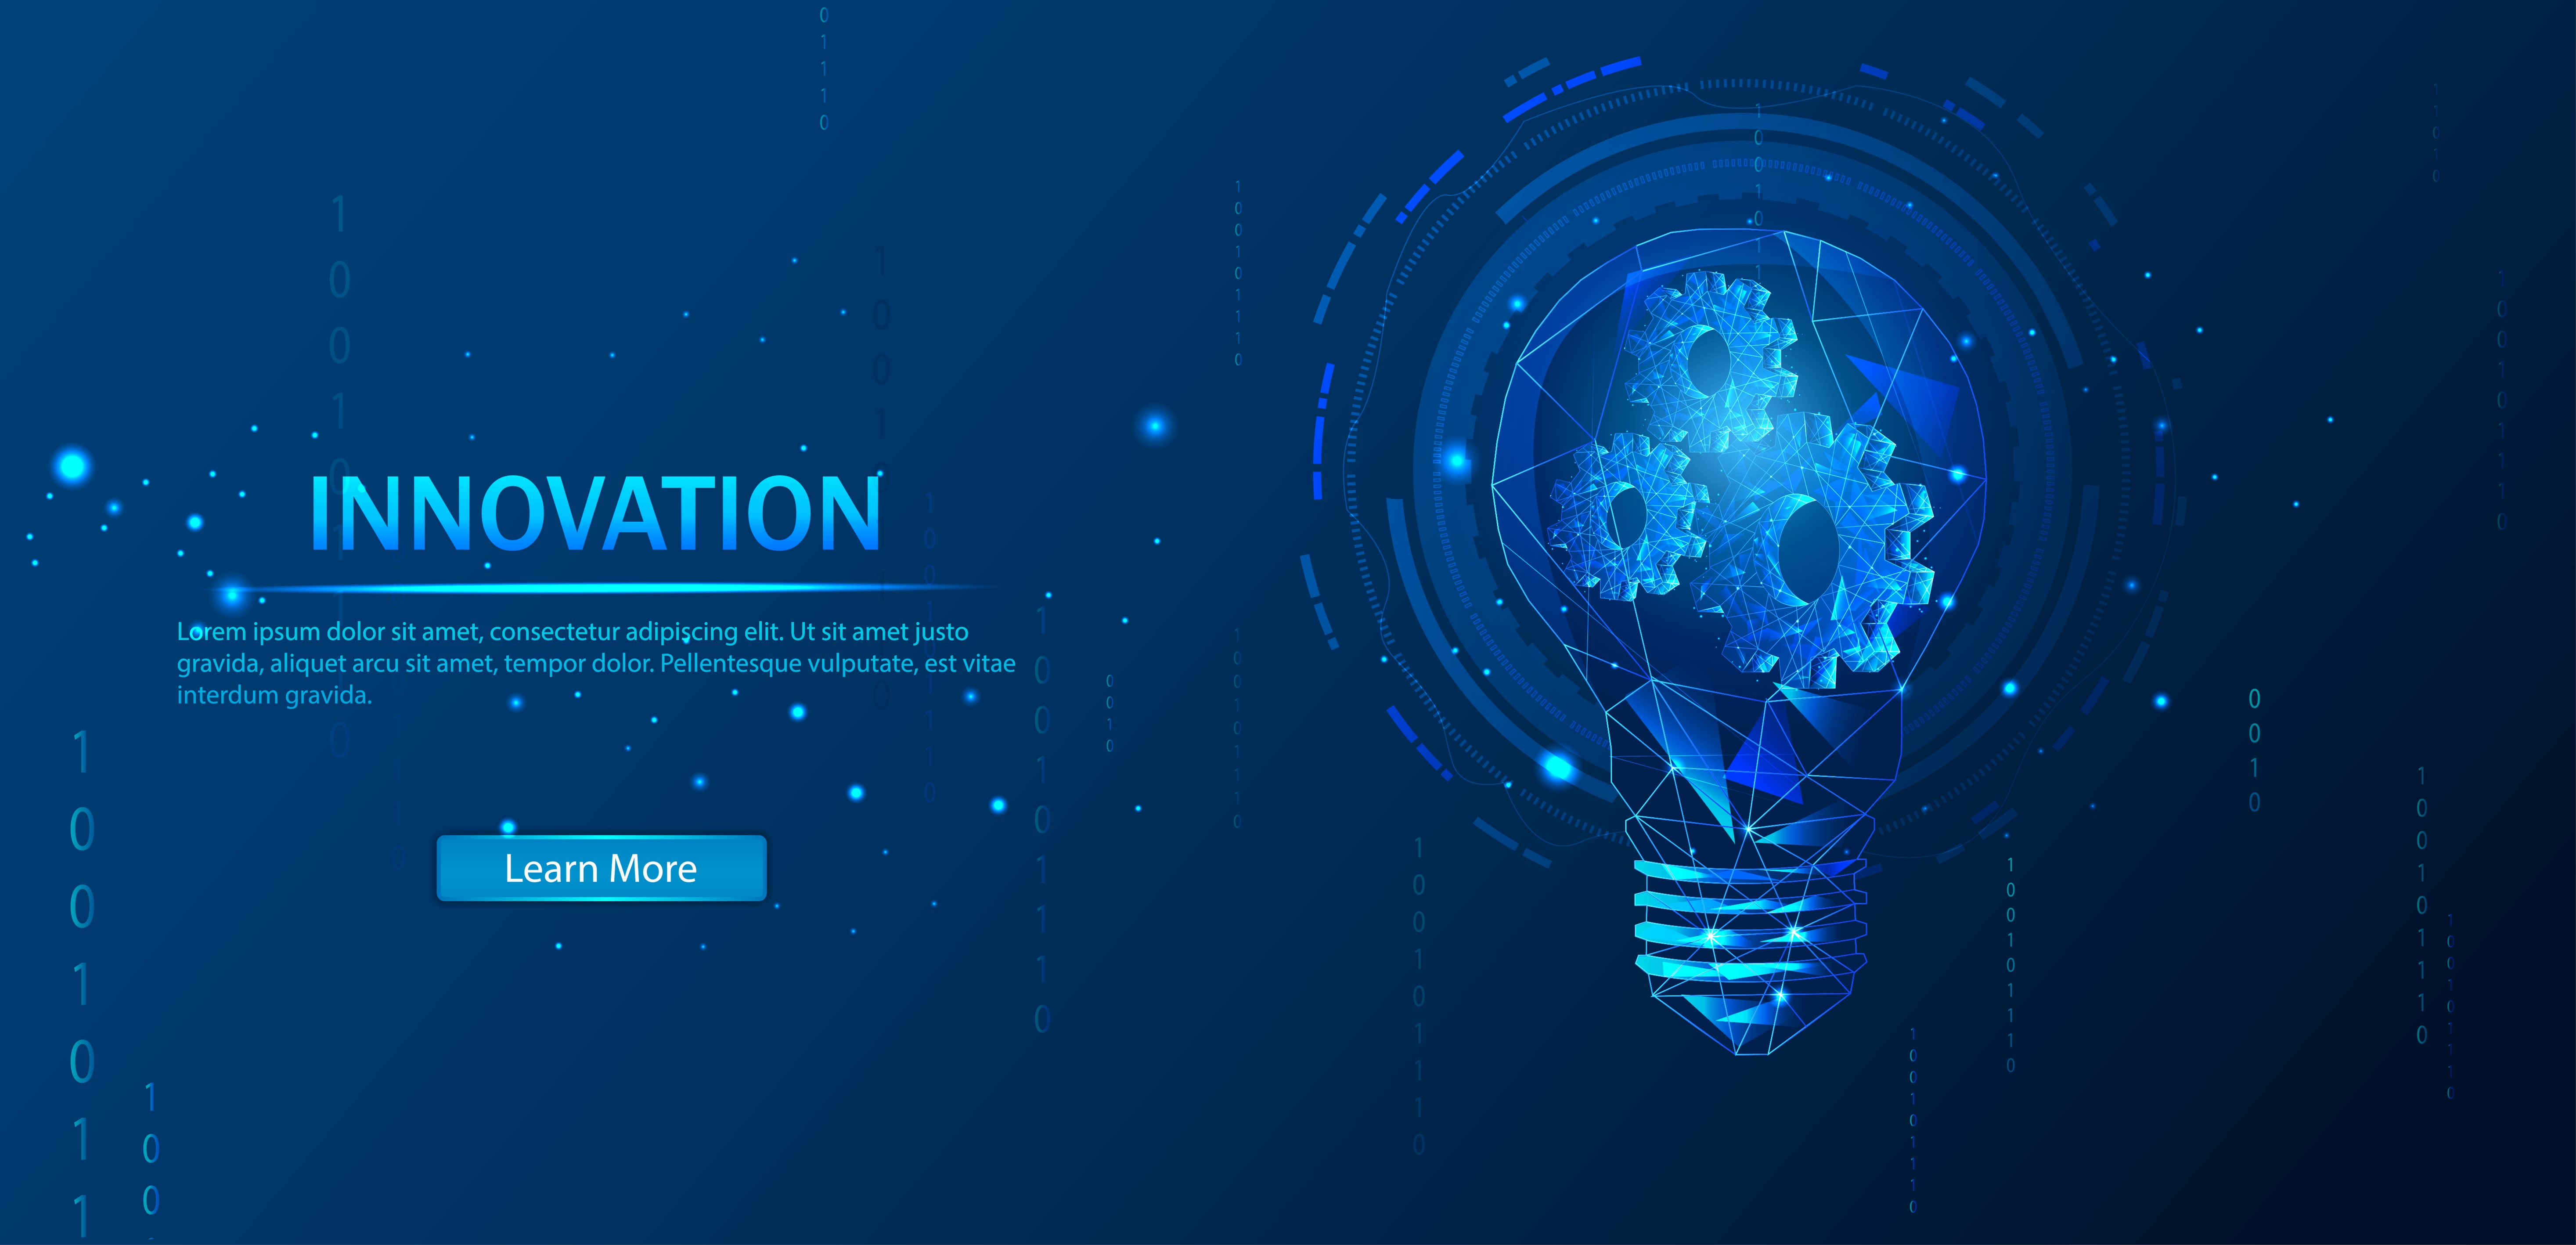 INNOVATION
Lorem ipsum dolor sit amet, consectetur adipiscing elit. Ut sit amet justo
gravida, aliquet arcu sit amet, tempor dolor. Pellentesque vulputate, est vitae
interdum gravida.
Learn More